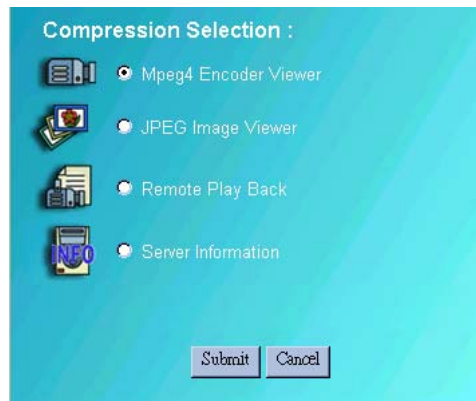 Compression Selection :
Mpeg4 Encoder Viewer
JPEG Image Viewer
Remote Play Back
INFO
Server Information
Submit
Cancel